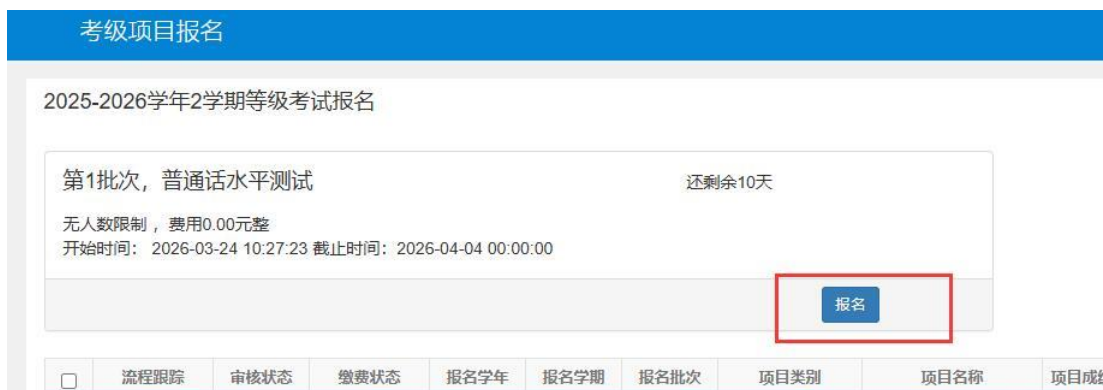 考级项目报名
2025-2026学年2学期等级考试报名
第1批次，普通话水平测试 还剩余10天
无人数限制 ，费用0.00元整
开始时间： 2026-03-24 10:27:23 截止时间：2026-04-04 00:00:00
报名
流程跟踪 审核状态 缴费状态 报名学年 报名学期 报名批次 项目类别 项目名称 项目成